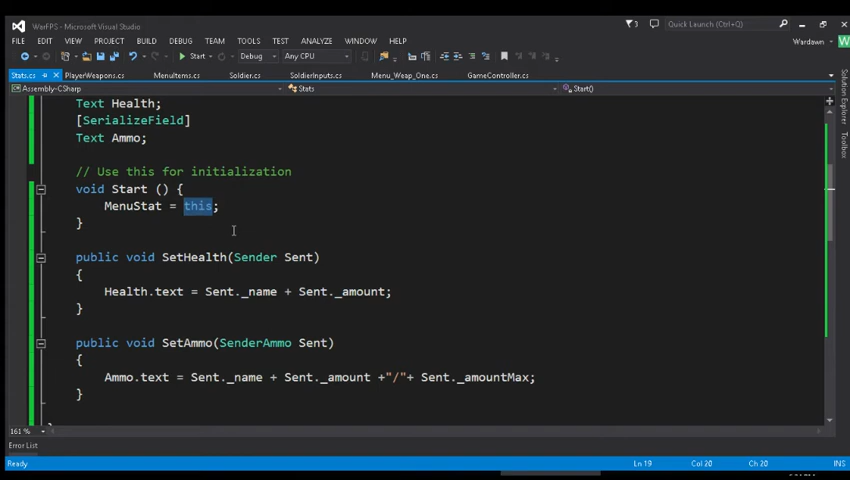 WarFPS - Microsoft Visual Studio
3
Quick Launch (Ctrl+Q)
FILE EDIT VIEW PROJECT BUILD DEBUG TEAM TOOLS TEST ANALYZE WINDOW HELP
Wardawn
W
Start
Debug
Any CPU
Stats.cs PlayerWeapons.cs MenuItems.cs Soldier.cs SoldierInputs.cs Menu_Weap_One.cs GameController.cs
Assembly-CSharp
Stats
Start()
Solution Explorer
Toolbox
Text Health;
[SerializeField]
Text Ammo;
// Use this for initialization
void Start () {
MenuStat = this;
}
public void SetHealth(Sender Sent)
{
Health.text = Sent._name + Sent._amount;
}
public void SetAmmo(SenderAmmo Sent)
{
Ammo.text = Sent._name + Sent._amount +"/"+ Sent._amountMax;
}
161 %
Error List
Ready
Ln 19
Col 20
Ch 20
INS